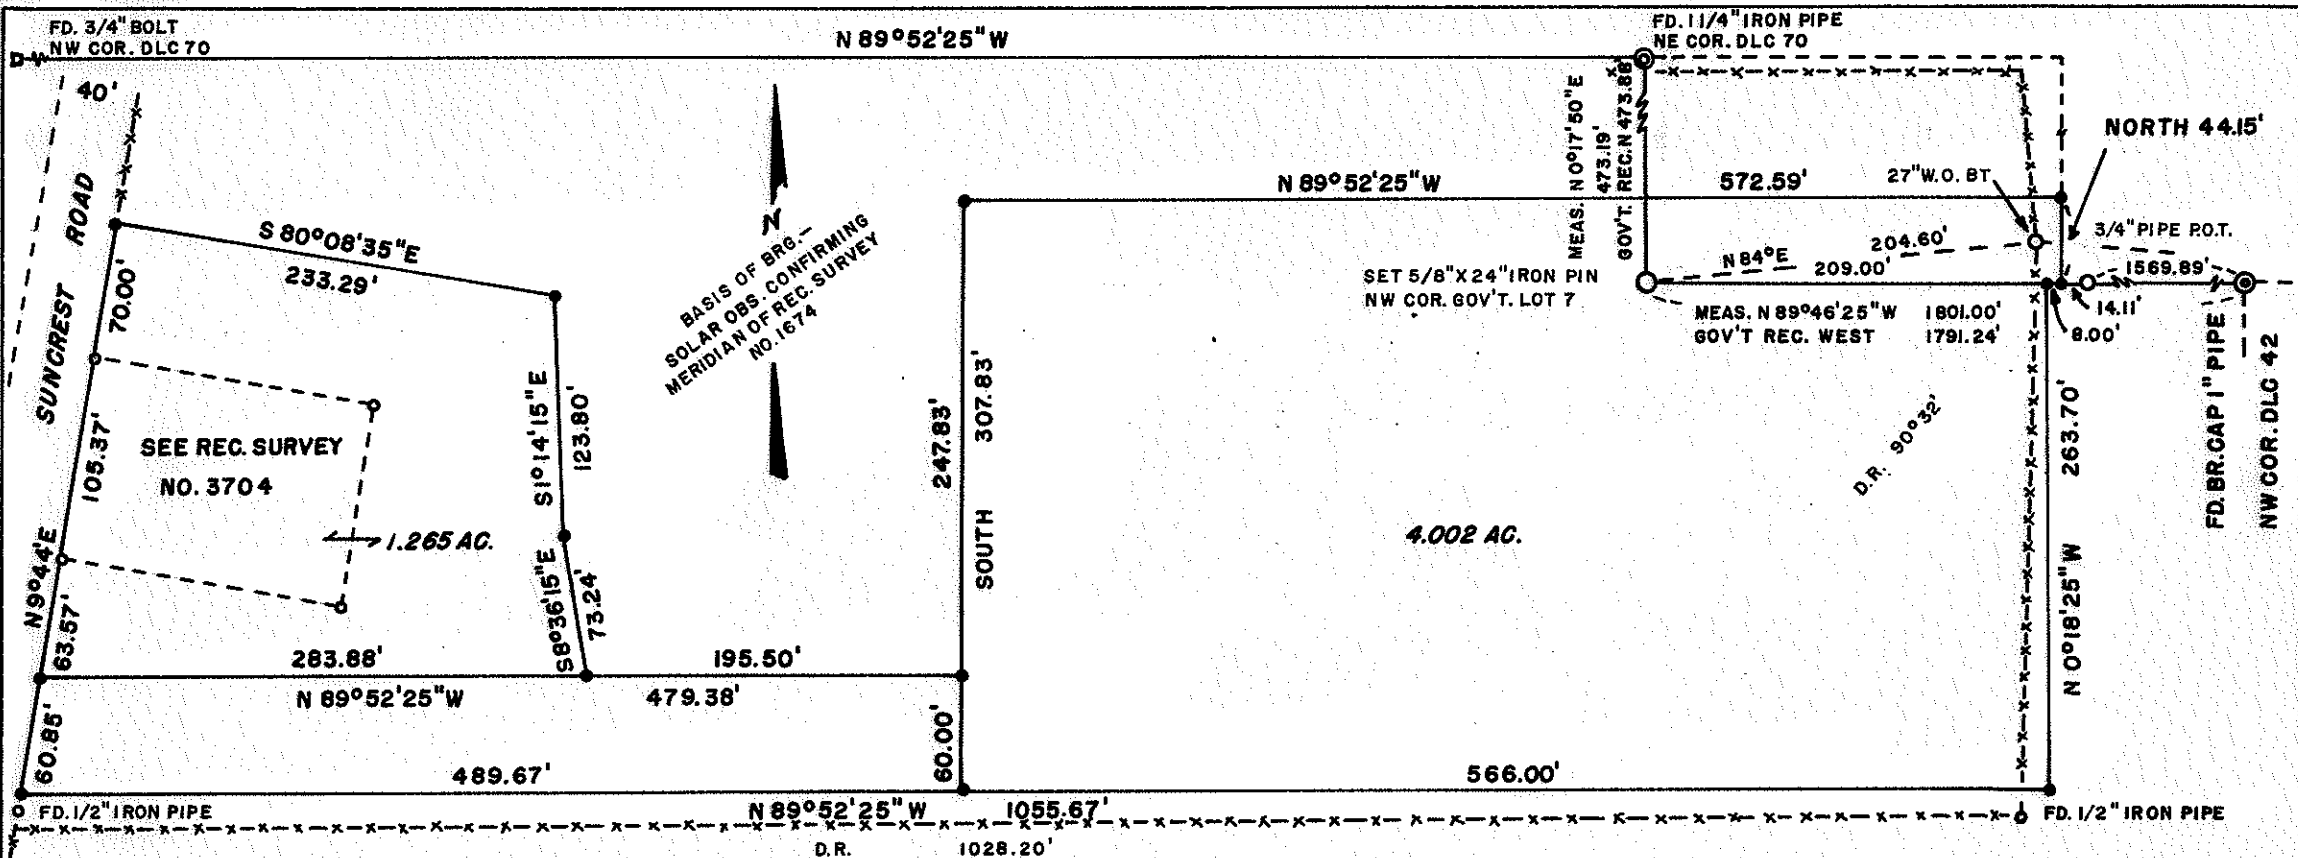 FD. 3/4" BOLT
NW COR. DLC 70
N 89°52'25" W
FD. 1 1/4" IRON PIPE
NE COR. DLC 70
40'
SUNCREST ROAD
S 80°08'35"E
233.29'
70.00'
105.37'
N 9°44'E
63.57'
60.85'
SEE REC. SURVEY
NO. 3704
1.265 AC.
S 1°14'15"E
123.80'
S 8°36'15"E
73.24'
N
BASIS OF BRG.–
SOLAR OBS. CONFIRMING
MERIDIAN OF REC. SURVEY
NO. 1674
283.88'
N 89°52'25" W
195.50'
479.38'
247.83'
SOUTH 307.83'
60.00'
489.67'
566.00'
N 89°52'25" W 1055.67'
D.R. 1028.20'
FD. 1/2" IRON PIPE
FD. 1/2" IRON PIPE
N 89°52'25" W
572.59'
MEAS. N 0°17'50"E
473.19'
GOV'T. REC. N 473.88'
27" W.O. BT.
NORTH 44.15'
3/4" PIPE P.O.T.
SET 5/8" X 24" IRON PIN
NW COR. GOV'T. LOT 7
N 84°E
204.60'
209.00'
1569.89'
14.11'
8.00'
MEAS. N 89°46'25" W 1801.00'
GOV'T REC. WEST 1791.24'
FD. BR. CAP 1" PIPE
NW COR. DLC 42
D.R. 90°32'
263.70'
N 0°18'25" W
4.002 AC.